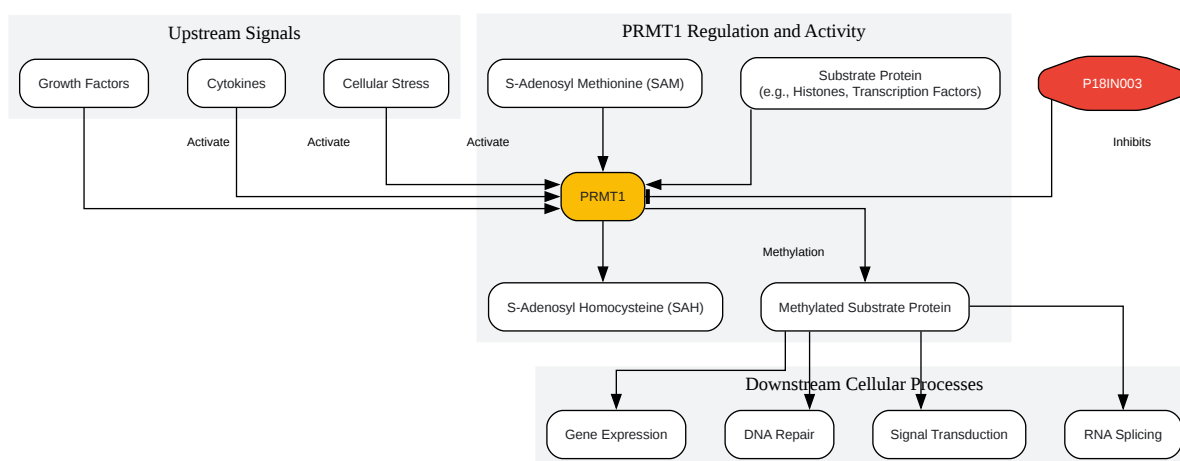 Upstream Signals
PRMT1 Regulation and Activity
Growth Factors
Cytokines
Cellular Stress
S-Adenosyl Methionine (SAM)
Substrate Protein
(e.g., Histones, Transcription Factors)
P18IN003
Activate
Activate
Activate
Inhibits
PRMT1
Methylation
S-Adenosyl Homocysteine (SAH)
Methylated Substrate Protein
Downstream Cellular Processes
Gene Expression
DNA Repair
Signal Transduction
RNA Splicing